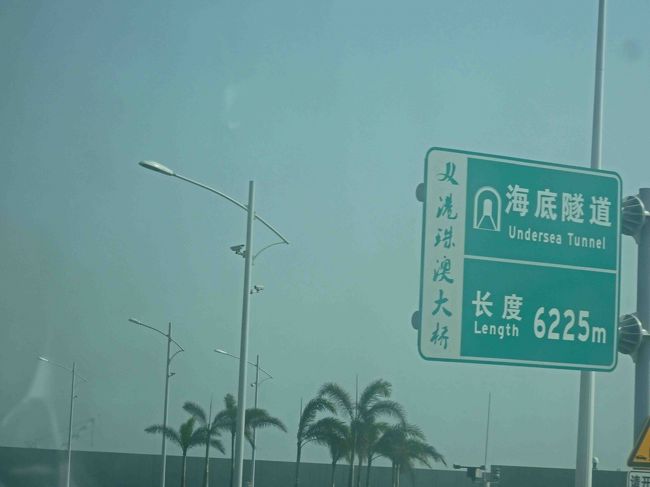 港珠澳大桥
海底隧道
Undersea Tunnel
长度
Length
6225m